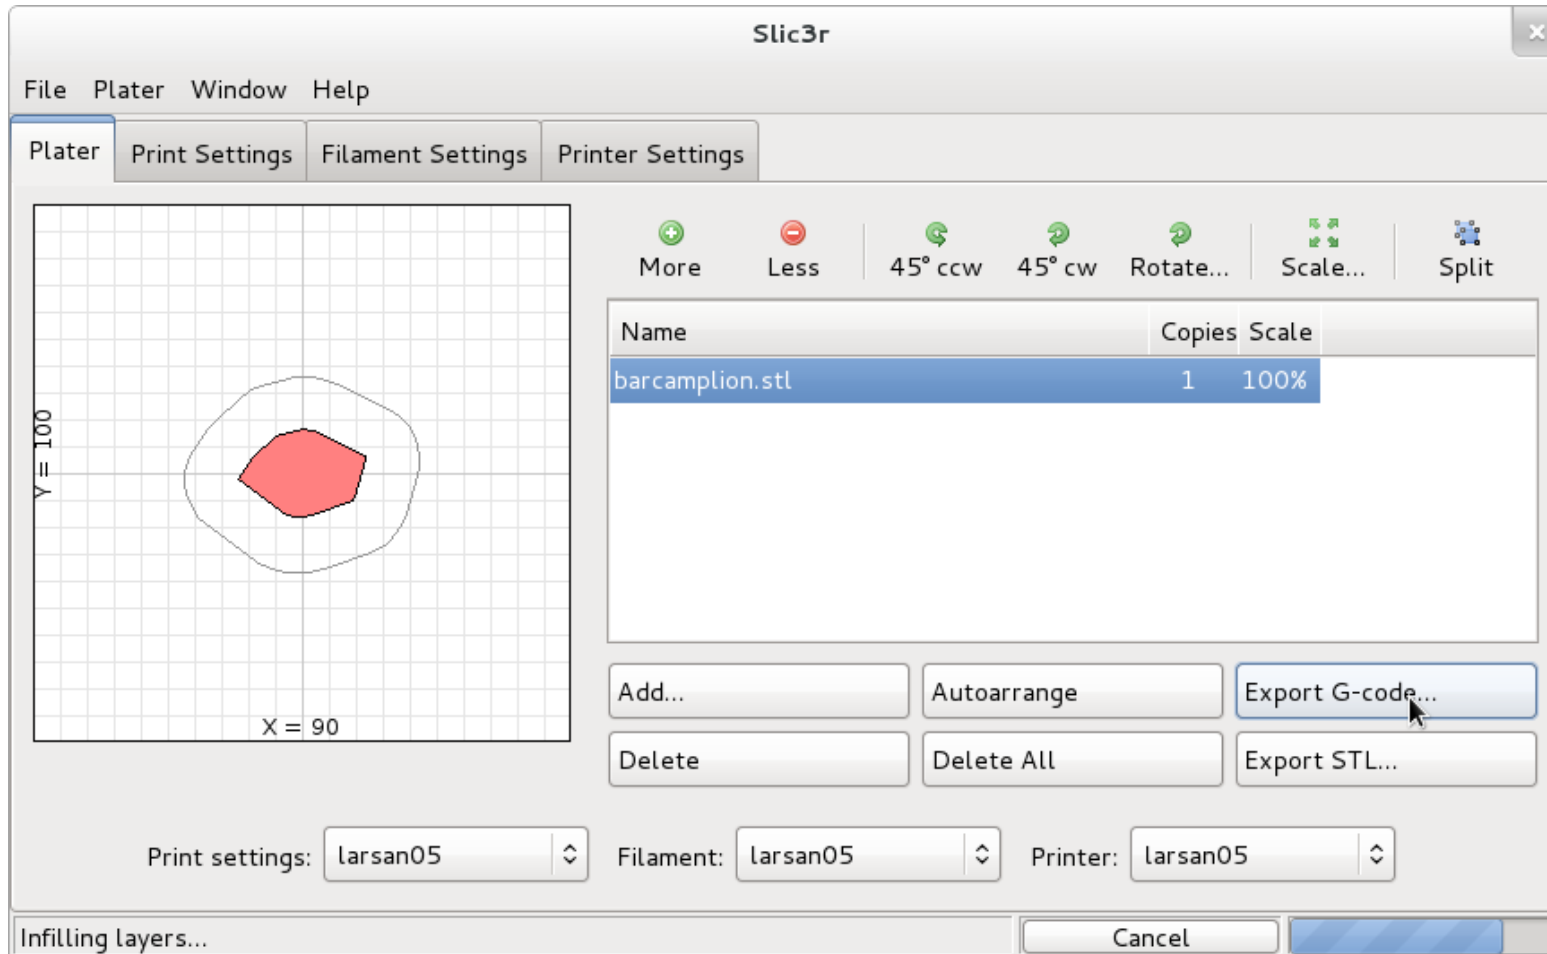 Slic3r
File Plater Window Help
Plater Print Settings Filament Settings Printer Settings
More Less 45° ccw 45° cw Rotate... Scale... Split
Name Copies Scale
barcamplion.stl 1 100%
Y = 100
X = 90
Add... Autoarrange Export G-code...
Delete Delete All Export STL...
Print settings: larsan05 Filament: larsan05 Printer: larsan05
Infilling layers... Cancel